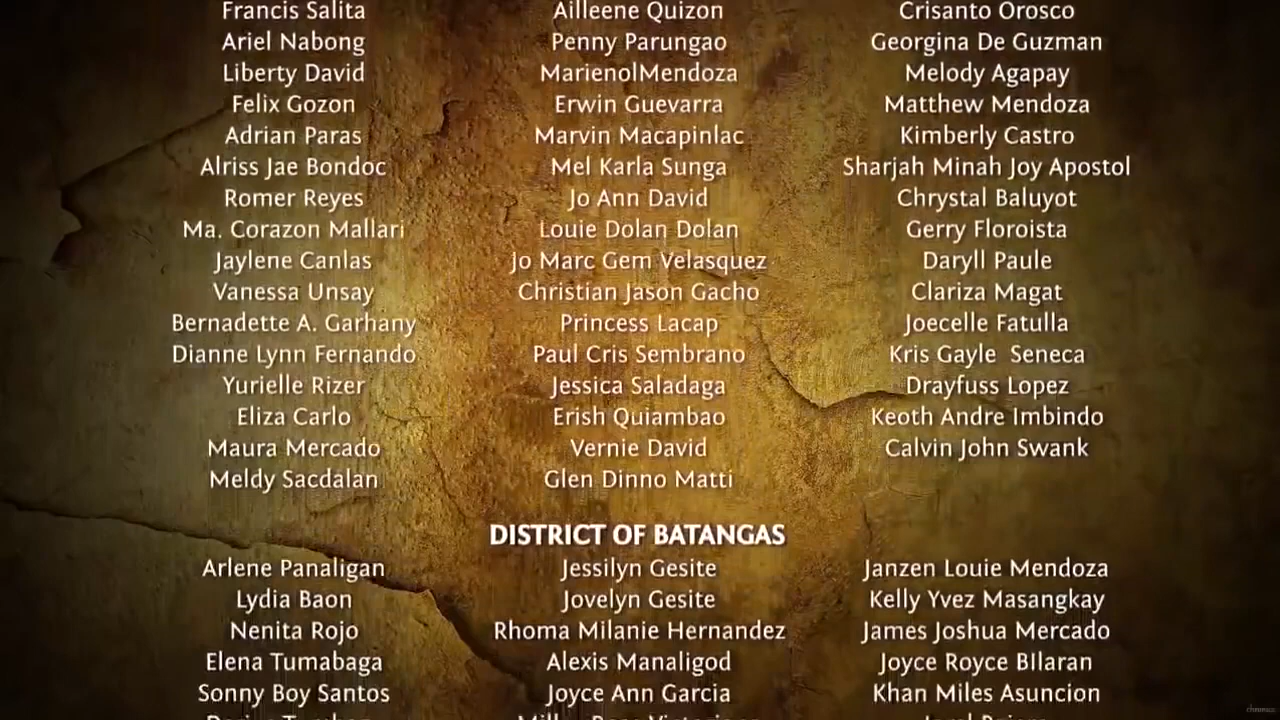 Francis Salita Ailleene Quizon Crisanto Orosco
Ariel Nabong Penny Parungao Georgina De Guzman
Liberty David MarienolMendoza Melody Agapay
Felix Gozon Erwin Guevarra Matthew Mendoza
Adrian Paras Marvin Macapinlac Kimberly Castro
Alriss Jae Bondoc Mel Karla Sunga Sharjah Minah Joy Apostol
Romer Reyes Jo Ann David Chrystal Baluyot
Ma. Corazon Mallari Louie Dolan Dolan Gerry Floroista
Jaylene Canlas Jo Marc Gem Velasquez Daryll Paule
Vanessa Unsay Christian Jason Gacho Clariza Magat
Bernadette A. Garhany Princess Lacap Joecelle Fatulla
Dianne Lynn Fernando Paul Cris Sembrano Kris Gayle Seneca
Yurielle Rizer Jessica Saladaga Drayfuss Lopez
Eliza Carlo Erish Quiambao Keoth Andre Imbindo
Maura Mercado Vernie David Calvin John Swank
Meldy Sacdalan Glen Dinno Matti
DISTRICT OF BATANGAS
Arlene Panaligan Jessilyn Gesite Janzen Louie Mendoza
Lydia Baon Jovelyn Gesite Kelly Yvez Masangkay
Nenita Rojo Rhoma Milanie Hernandez James Joshua Mercado
Elena Tumabaga Alexis Manaligod Joyce Royce BIlaran
Sonny Boy Santos Joyce Ann Garcia Khan Miles Asuncion